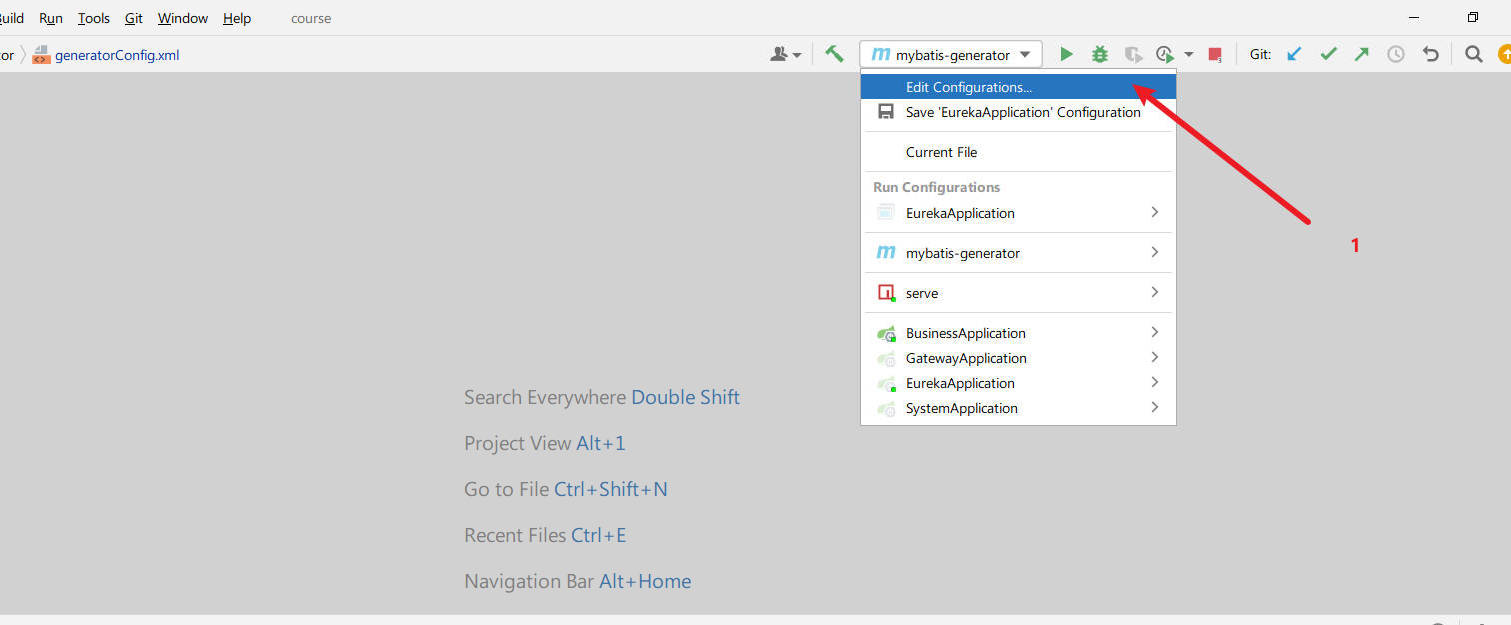 Build Run Tools Git Window Help course
or generatorConfig.xml mybatis-generator Git:
Edit Configurations...
Save 'EurekaApplication' Configuration
Current File
Run Configurations
EurekaApplication
1
mybatis-generator
serve
BusinessApplication
GatewayApplication
EurekaApplication
SystemApplication
Search Everywhere Double Shift
Project View Alt+1
Go to File Ctrl+Shift+N
Recent Files Ctrl+E
Navigation Bar Alt+Home